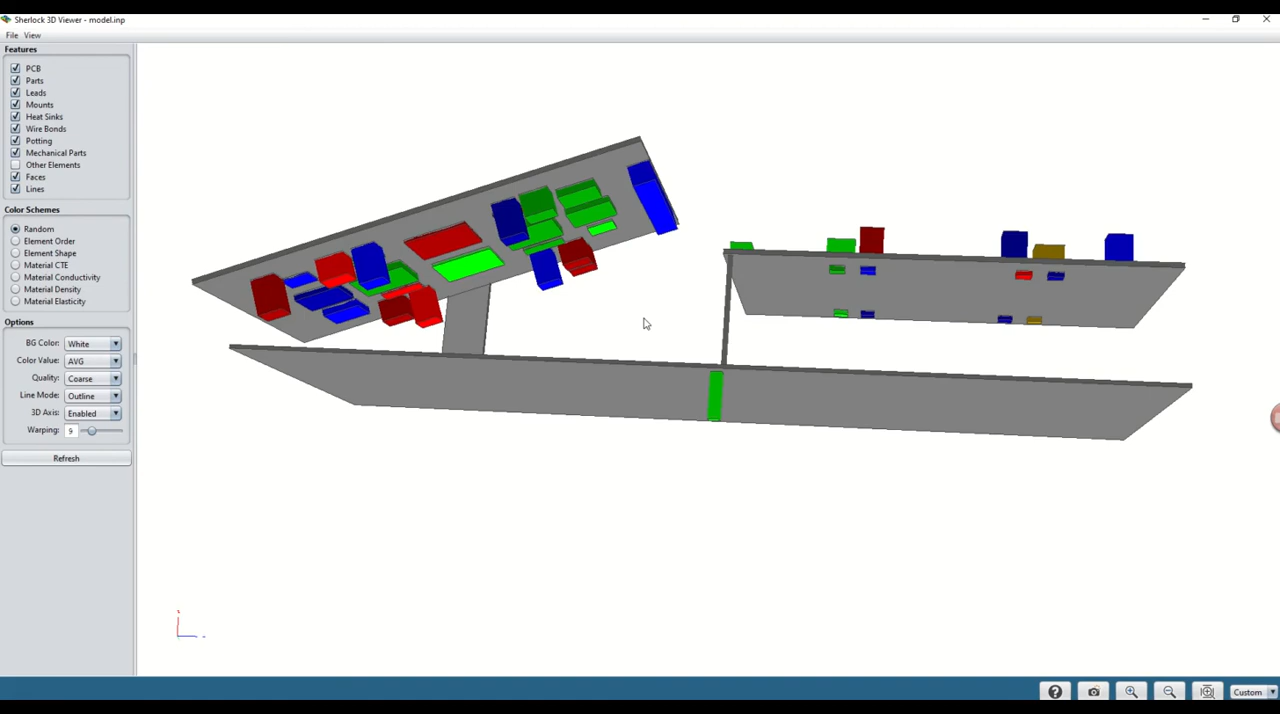 Sherlock 3D Viewer - model.inp
File View
Features
PCB
Parts
Leads
Mounts
Heat Sinks
Wire Bonds
Potting
Mechanical Parts
Other Elements
Faces
Lines
Color Schemes
Random
Element Order
Element Shape
Material CTE
Material Conductivity
Material Density
Material Elasticity
Options
BG Color: White
Color Value: AVG
Quality: Coarse
Line Mode: Outline
3D Axis: Enabled
Warping: 9
Refresh
Custom